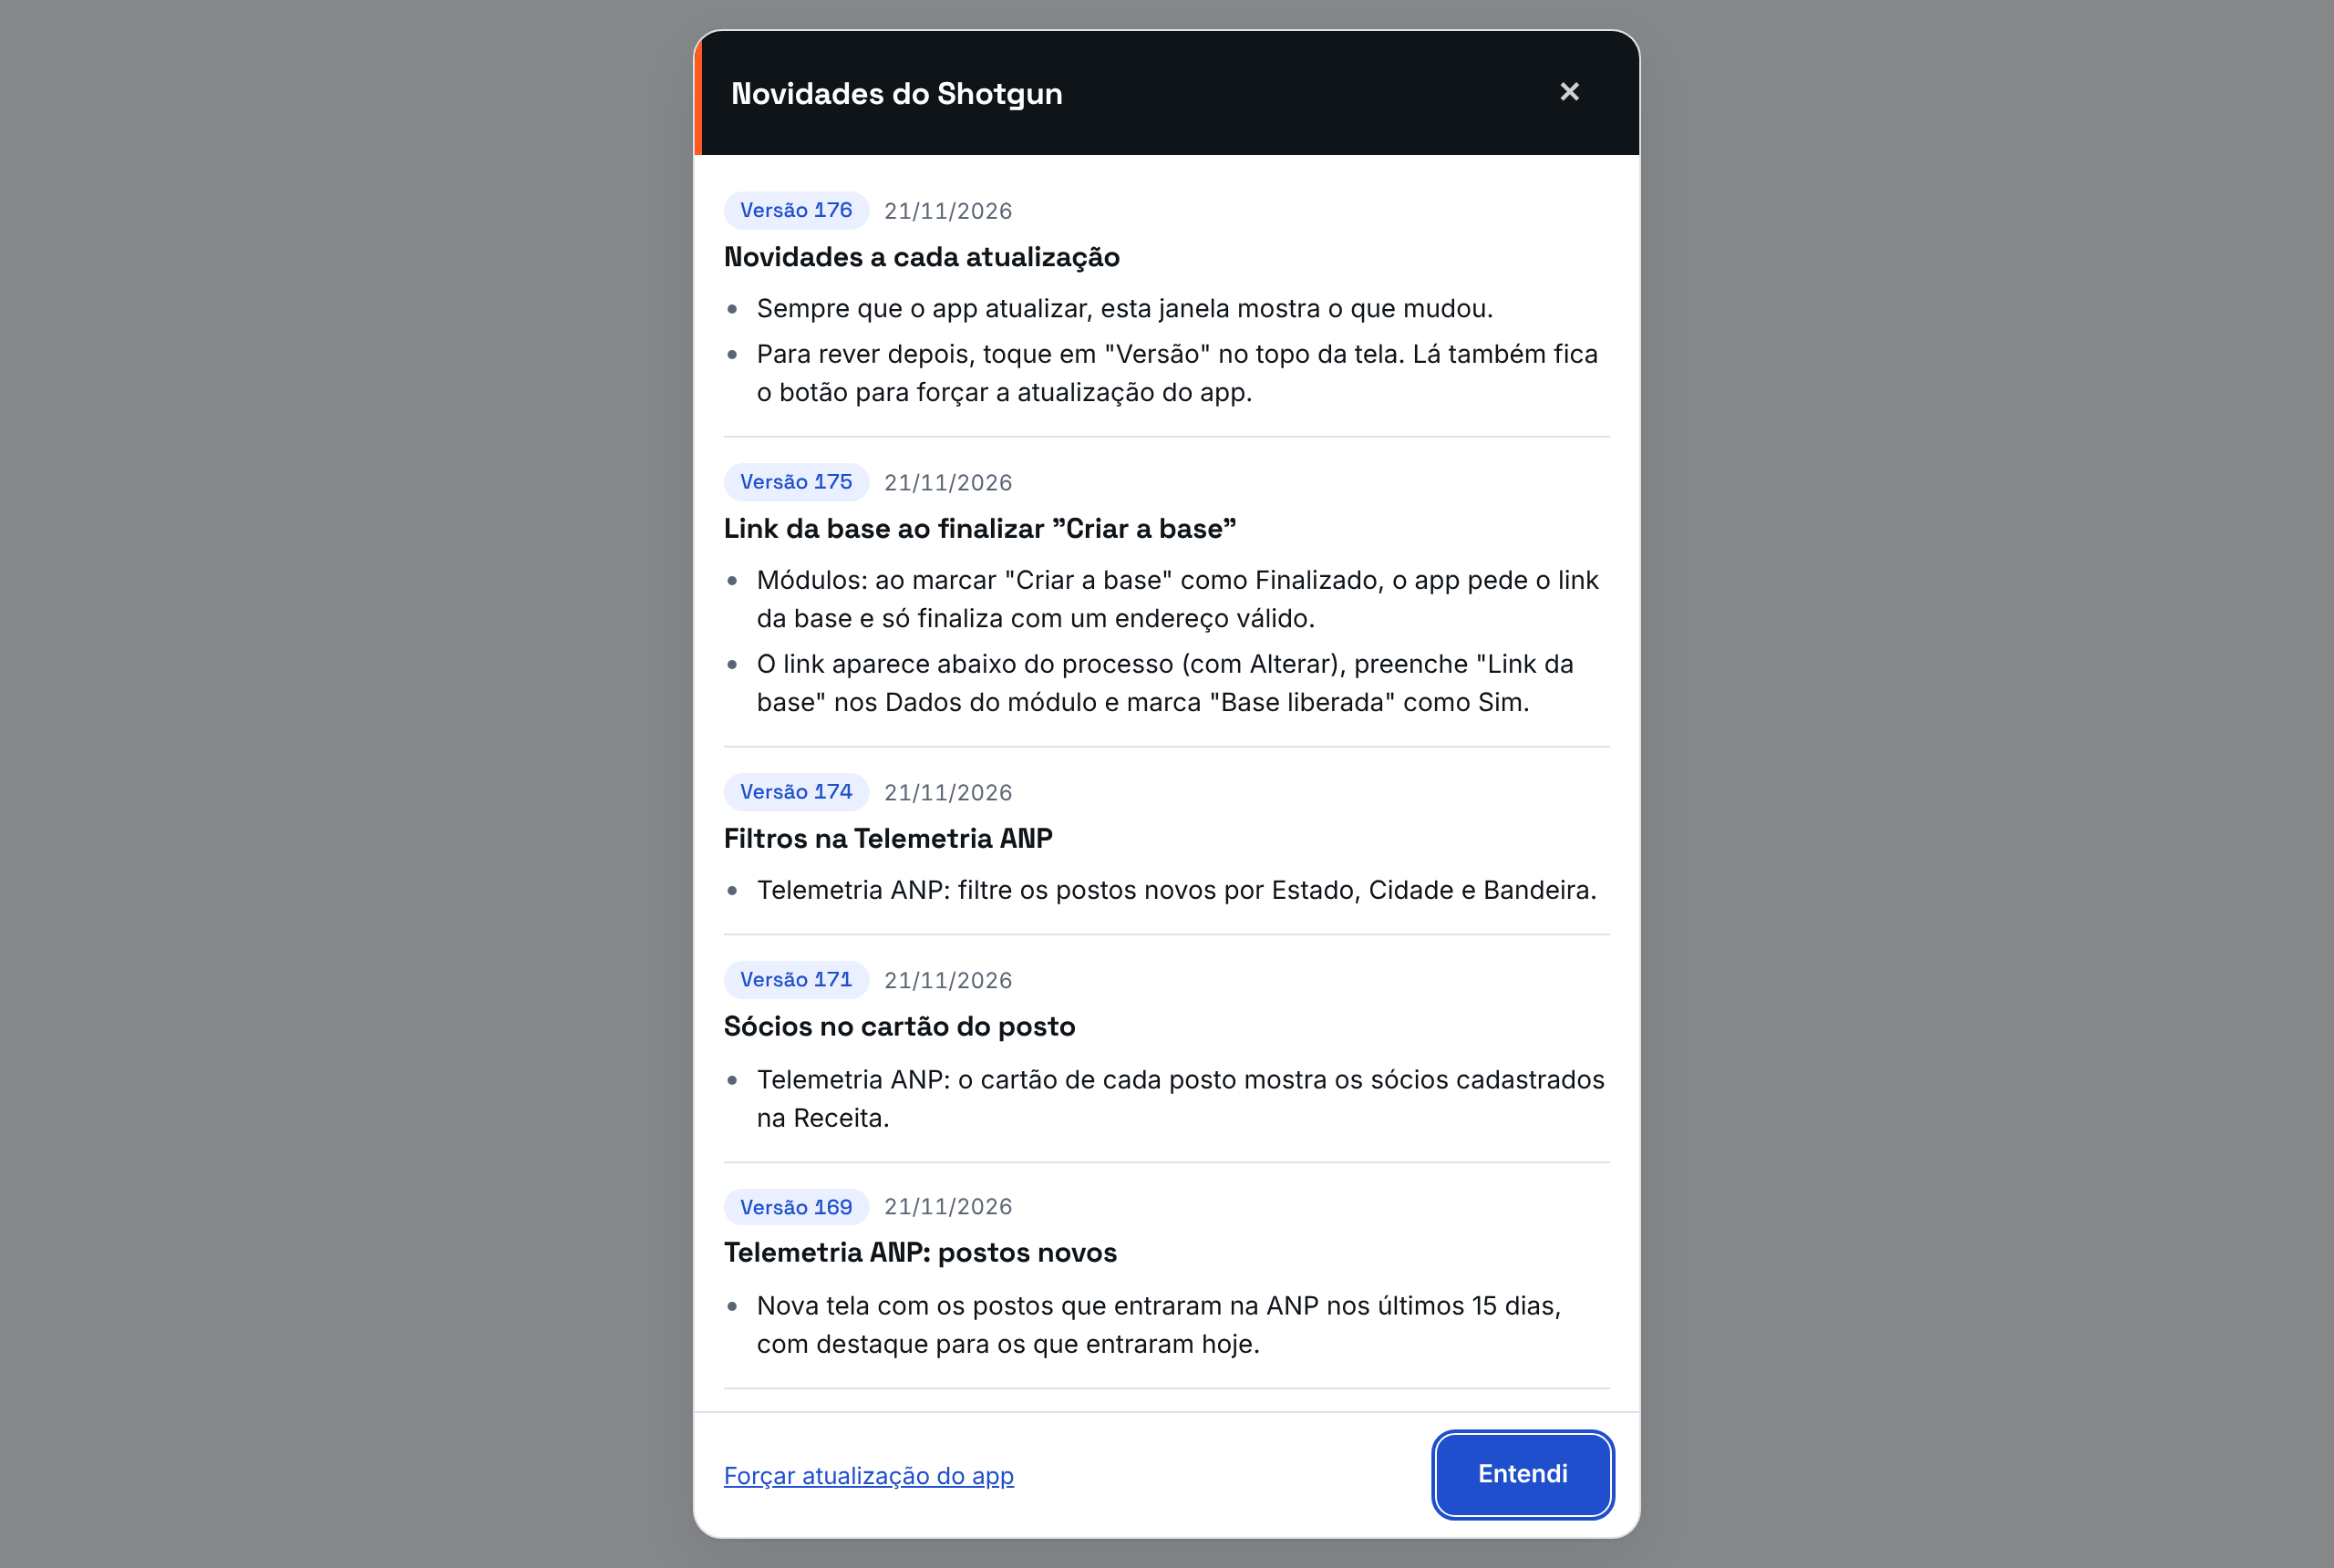 Novidades do Shotgun
×
Versão 176 21/11/2026
Novidades a cada atualização
• Sempre que o app atualizar, esta janela mostra o que mudou.
• Para rever depois, toque em "Versão" no topo da tela. Lá também fica
o botão para forçar a atualização do app.
Versão 175 21/11/2026
Link da base ao finalizar ”Criar a base”
• Módulos: ao marcar "Criar a base" como Finalizado, o app pede o link
da base e só finaliza com um endereço válido.
• O link aparece abaixo do processo (com Alterar), preenche "Link da
base" nos Dados do módulo e marca "Base liberada" como Sim.
Versão 174 21/11/2026
Filtros na Telemetria ANP
• Telemetria ANP: filtre os postos novos por Estado, Cidade e Bandeira.
Versão 171 21/11/2026
Sócios no cartão do posto
• Telemetria ANP: o cartão de cada posto mostra os sócios cadastrados
na Receita.
Versão 169 21/11/2026
Telemetria ANP: postos novos
• Nova tela com os postos que entraram na ANP nos últimos 15 dias,
com destaque para os que entraram hoje.
Forçar atualização do app
Entendi